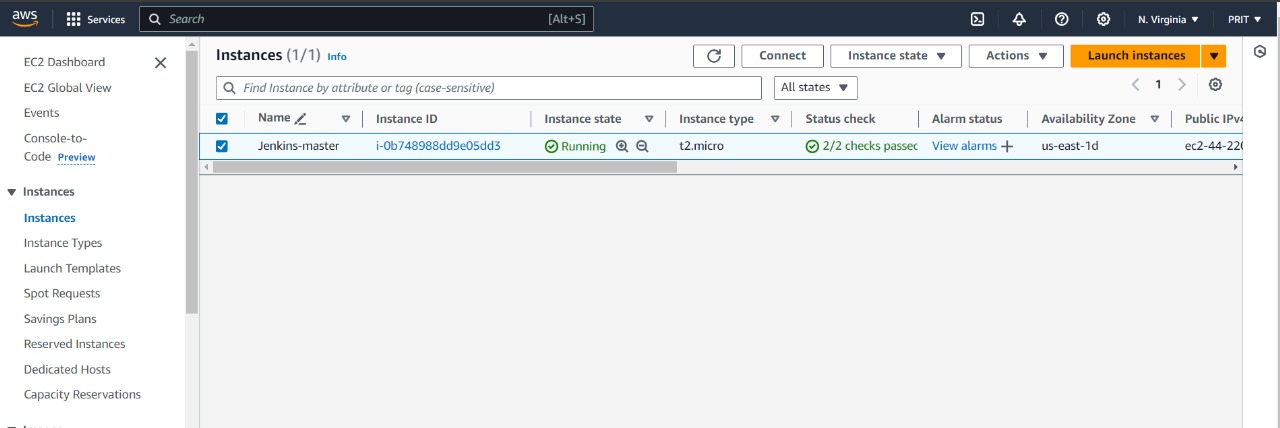 aws Services Search [Alt+S] N. Virginia PRIT
EC2 Dashboard
EC2 Global View
Events
Console-to-
Code Preview
Instances
Instances
Instance Types
Launch Templates
Spot Requests
Savings Plans
Reserved Instances
Dedicated Hosts
Capacity Reservations
Instances (1/1) Info Connect Instance state Actions Launch instances
Find Instance by attribute or tag (case-sensitive) All states 1
Name Instance ID Instance state Instance type Status check Alarm status Availability Zone Public IPv4
Jenkins-master i-0b748988dd9e05dd3 Running t2.micro 2/2 checks passed View alarms us-east-1d ec2-44-220